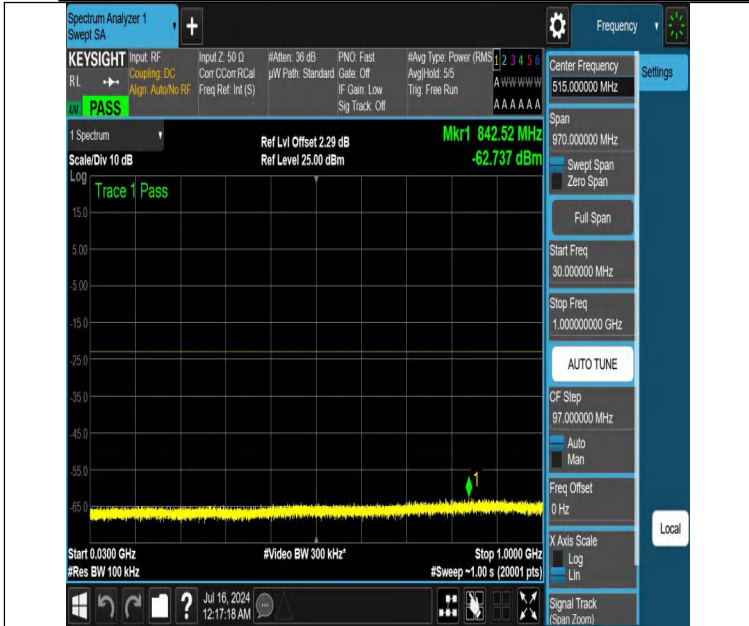 Spectrum Analyzer 1
Swept SA
+
Frequency
KEYSIGHT
RL
LXI
PASS
Input: RF
Coupling: DC
Align: Auto/No RF
Input Z: 50 Ω
Corr CCorr RCal
Freq Ref: Int (S)
#Atten: 36 dB
µW Path: Standard
PNO: Fast
Gate: Off
IF Gain: Low
Sig Track: Off
#Avg Type: Power (RMS
Avg|Hold: 5/5
Trig: Free Run
1 2 3 4 5 6
A W W W W W
A A A A A A
1 Spectrum
Scale/Div 10 dB
Ref Lvl Offset 2.29 dB
Ref Level 25.00 dBm
Mkr1 842.52 MHz
-62.737 dBm
Log
Trace 1 Pass
15.0
5.00
-5.00
-15.0
-25.0
-35.0
-45.0
-55.0
-65.0
1
Start 0.0300 GHz
#Video BW 300 kHz*
Stop 1.0000 GHz
#Res BW 100 kHz
#Sweep ~1.00 s (20001 pts)
?
Jul 16, 2024
12:17:18 AM
Center Frequency
515.000000 MHz
Span
970.000000 MHz
Swept Span
Zero Span
Full Span
Start Freq
30.000000 MHz
Stop Freq
1.000000000 GHz
AUTO TUNE
CF Step
97.000000 MHz
Auto
Man
Freq Offset
0 Hz
X Axis Scale
Log
Lin
Signal Track
(Span Zoom)
Settings
Local